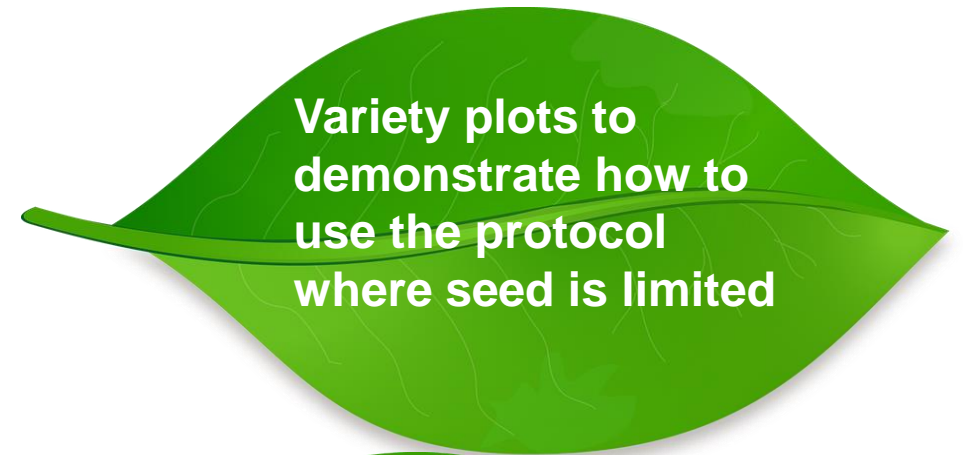 Variety plots to
demonstrate how to
use the protocol
where seed is limited